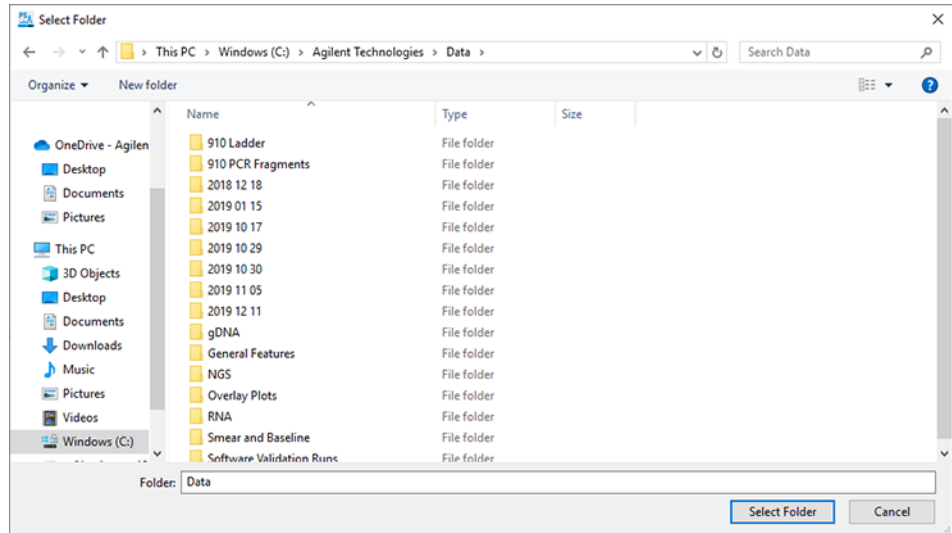 Select Folder
This PC > Windows (C:) > Agilent Technologies > Data >
Search Data
Organize
New folder
Name Type Size
OneDrive - Agilen
Desktop
Documents
Pictures
This PC
3D Objects
Desktop
Documents
Downloads
Music
Pictures
Videos
Windows (C:)
910 Ladder File folder
910 PCR Fragments File folder
2018 12 18 File folder
2019 01 15 File folder
2019 10 17 File folder
2019 10 29 File folder
2019 10 30 File folder
2019 11 05 File folder
2019 12 11 File folder
gDNA File folder
General Features File folder
NGS File folder
Overlay Plots File folder
RNA File folder
Smear and Baseline File folder
Software Validation Runs File folder
Folder: Data
Select Folder Cancel